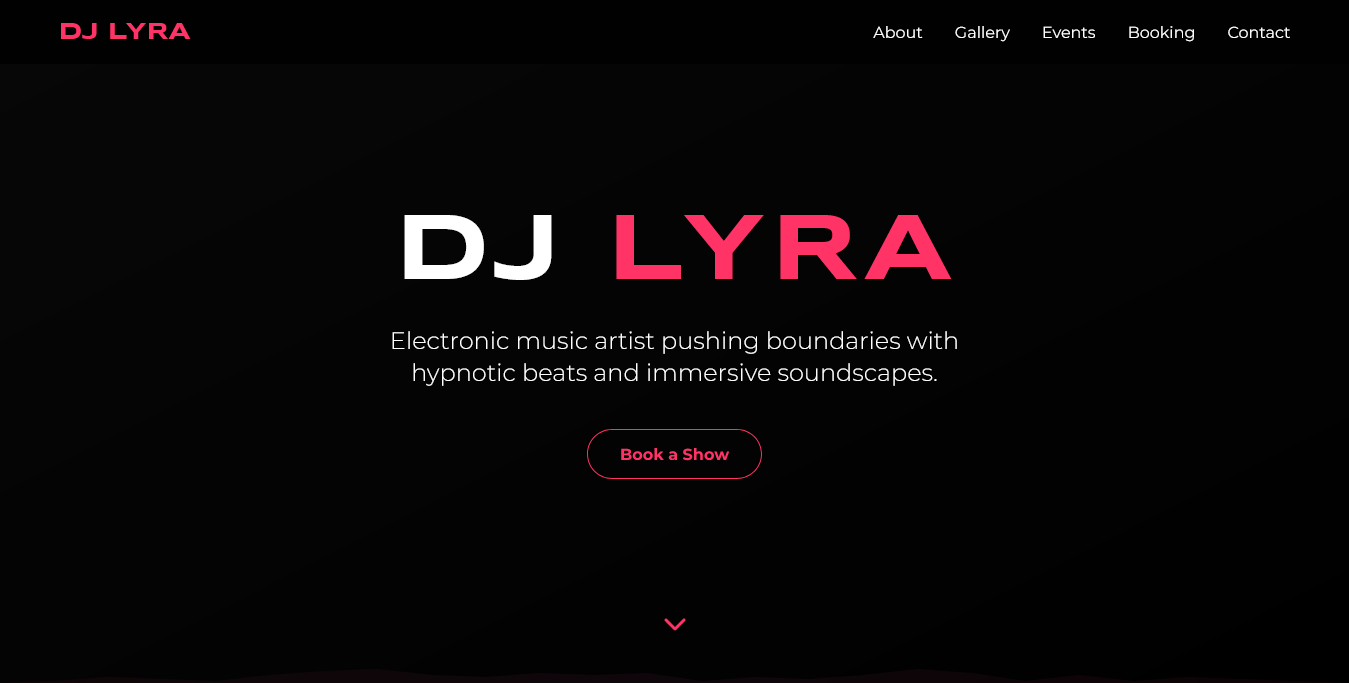 DJ LYRA
About
Gallery
Events
Booking
Contact
DJ LYRA
Electronic music artist pushing boundaries with
hypnotic beats and immersive soundscapes.
Book a Show